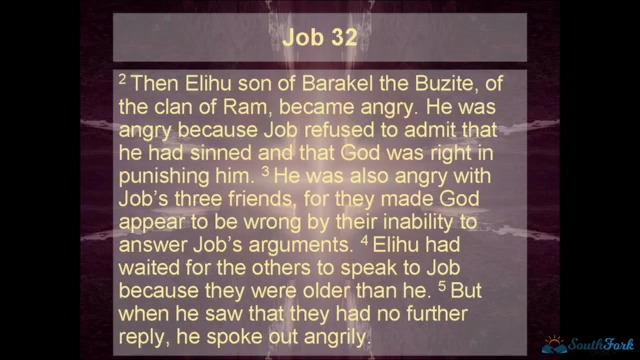 Job 32
2 Then Elihu son of Barakel the Buzite, of
the clan of Ram, became angry. He was
angry because Job refused to admit that
he had sinned and that God was right in
punishing him. 3 He was also angry with
Job’s three friends, for they made God
appear to be wrong by their inability to
answer Job’s arguments. 4 Elihu had
waited for the others to speak to Job
because they were older than he. 5 But
when he saw that they had no further
reply, he spoke out angrily.
SouthFork